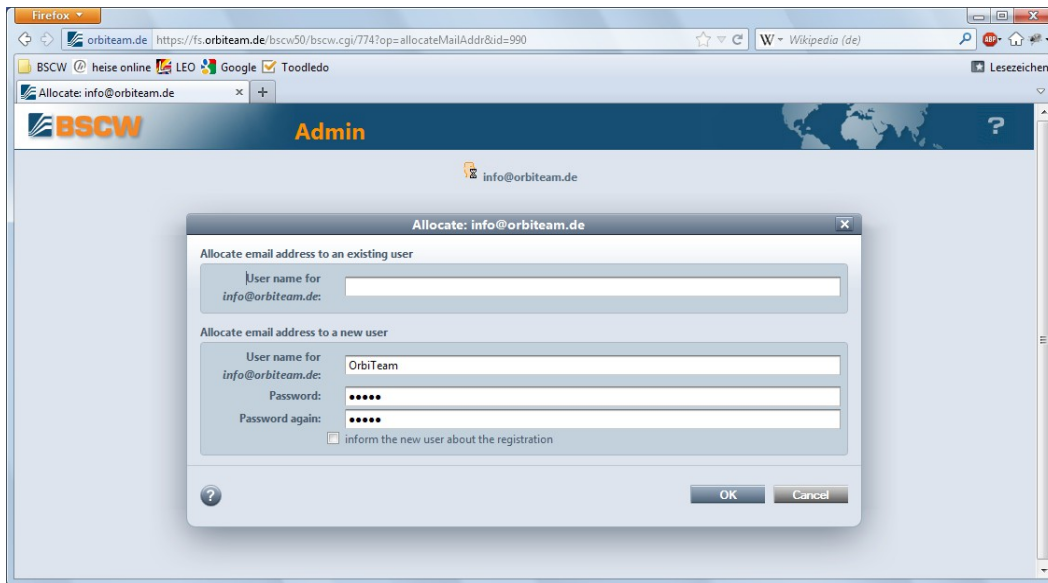 Firefox
orbiteam.de https://fs.orbiteam.de/bscw50/bscw.cgi/774?op=allocateMailAddr&id=990 W Wikipedia (de) ABP
BSCW heise online LEO Google Toodledo Lesezeichen
Allocate: info@orbiteam.de × +
BSCW Admin ?
info@orbiteam.de
Allocate: info@orbiteam.de X
Allocate email address to an existing user
User name for
info@orbiteam.de:
Allocate email address to a new user
User name for
info@orbiteam.de:
OrbiTeam
Password: •••••
Password again: •••••
inform the new user about the registration
? OK Cancel